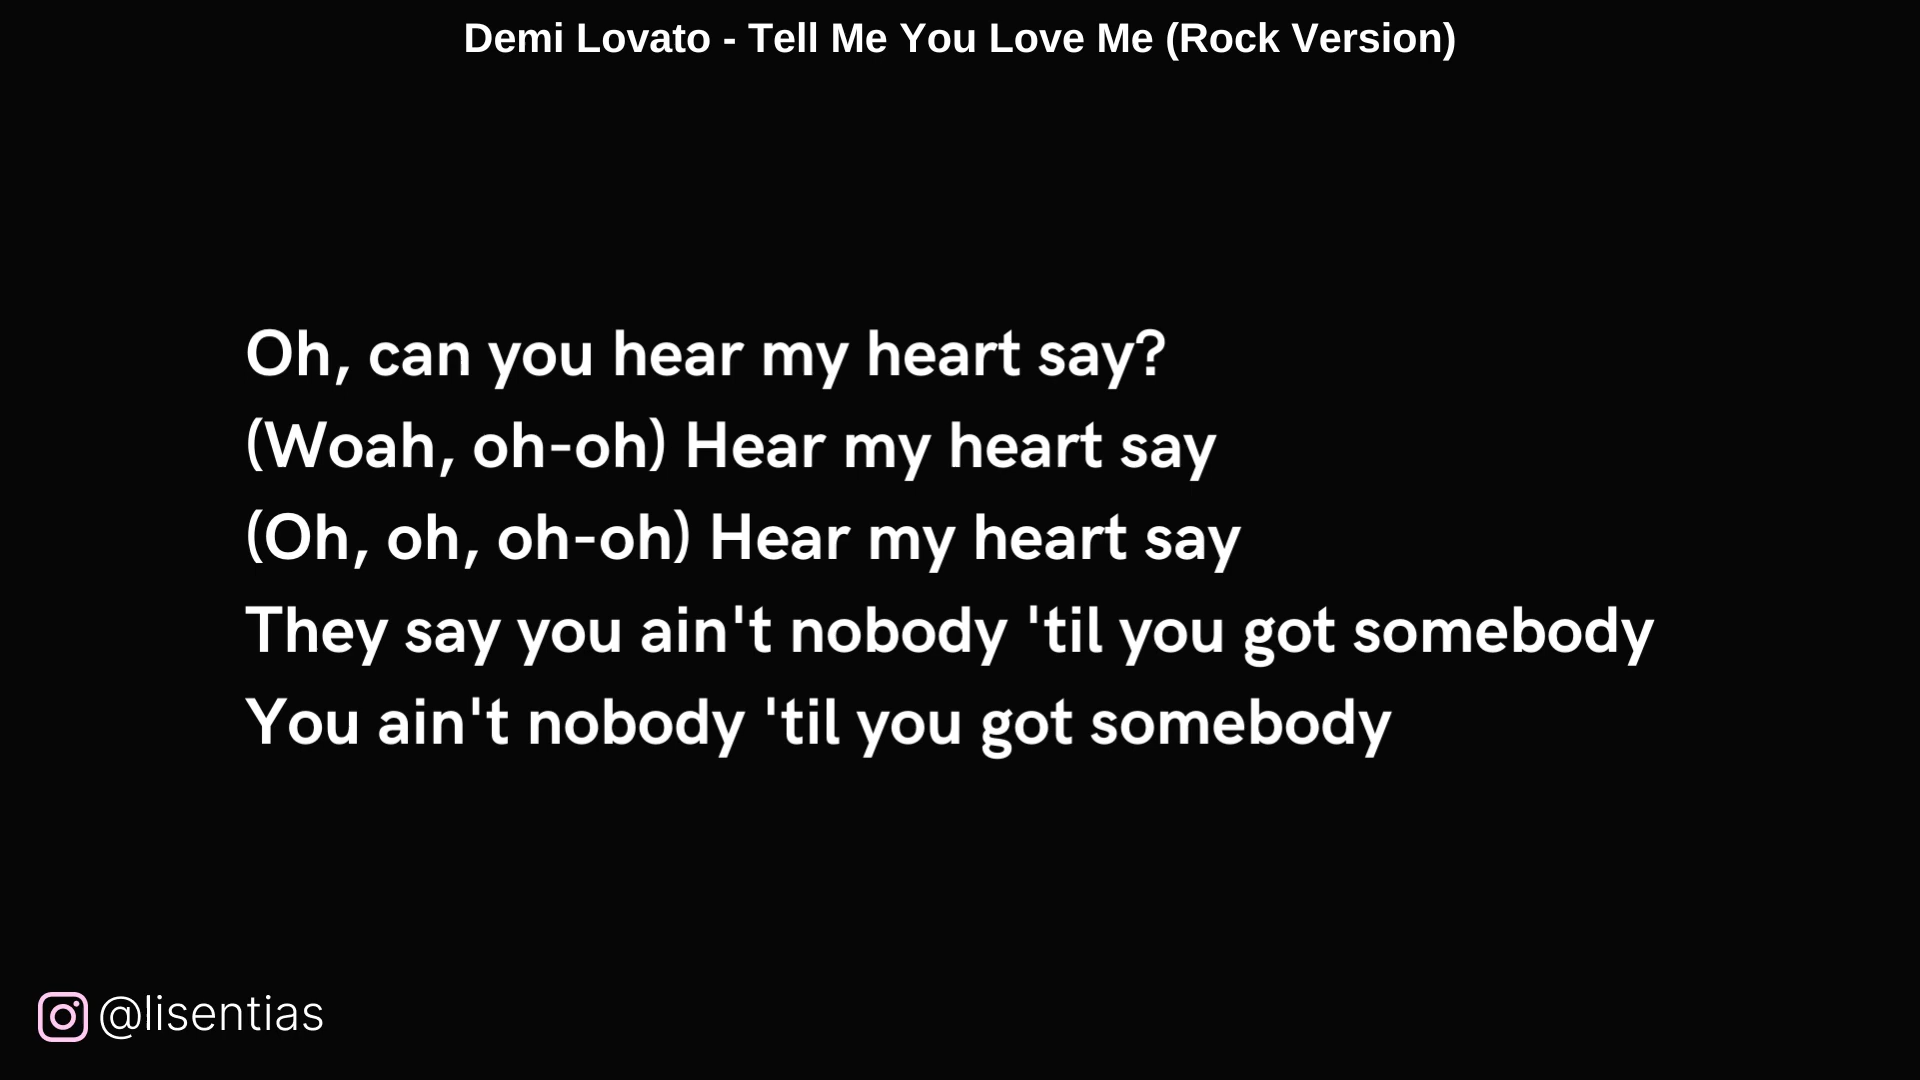 Demi Lovato - Tell Me You Love Me (Rock Version)
Oh, can you hear my heart say?
(Woah, oh-oh) Hear my heart say
(Oh, oh, oh-oh) Hear my heart say
They say you ain't nobody 'til you got somebody
You ain't nobody 'til you got somebody
@lisentias